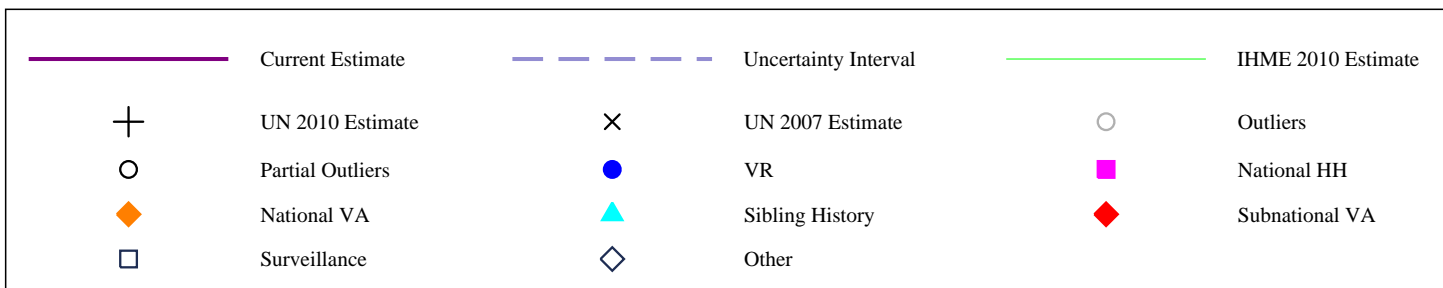 Current Estimate Uncertainty Interval IHME 2010 Estimate
UN 2010 Estimate UN 2007 Estimate Outliers
Partial Outliers VR National HH
National VA Sibling History Subnational VA
Surveillance Other